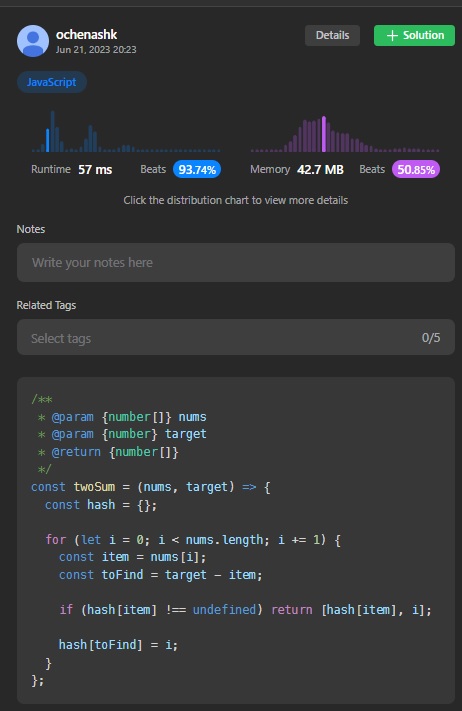 ochenashk
Jun 21, 2023 20:23
Details
+ Solution
JavaScript
Runtime 57 ms Beats 93.74%
Memory 42.7 MB Beats 50.85%
Click the distribution chart to view more details
Notes
Write your notes here
Related Tags
Select tags 0/5
/**
 * @param {number[]} nums
 * @param {number} target
 * @return {number[]}
 */
const twoSum = (nums, target) => {
  const hash = {};
  for (let i = 0; i < nums.length; i += 1) {
    const item = nums[i];
    const toFind = target - item;
    if (hash[item] !== undefined) return [hash[item], i];
    hash[toFind] = i;
  }
};